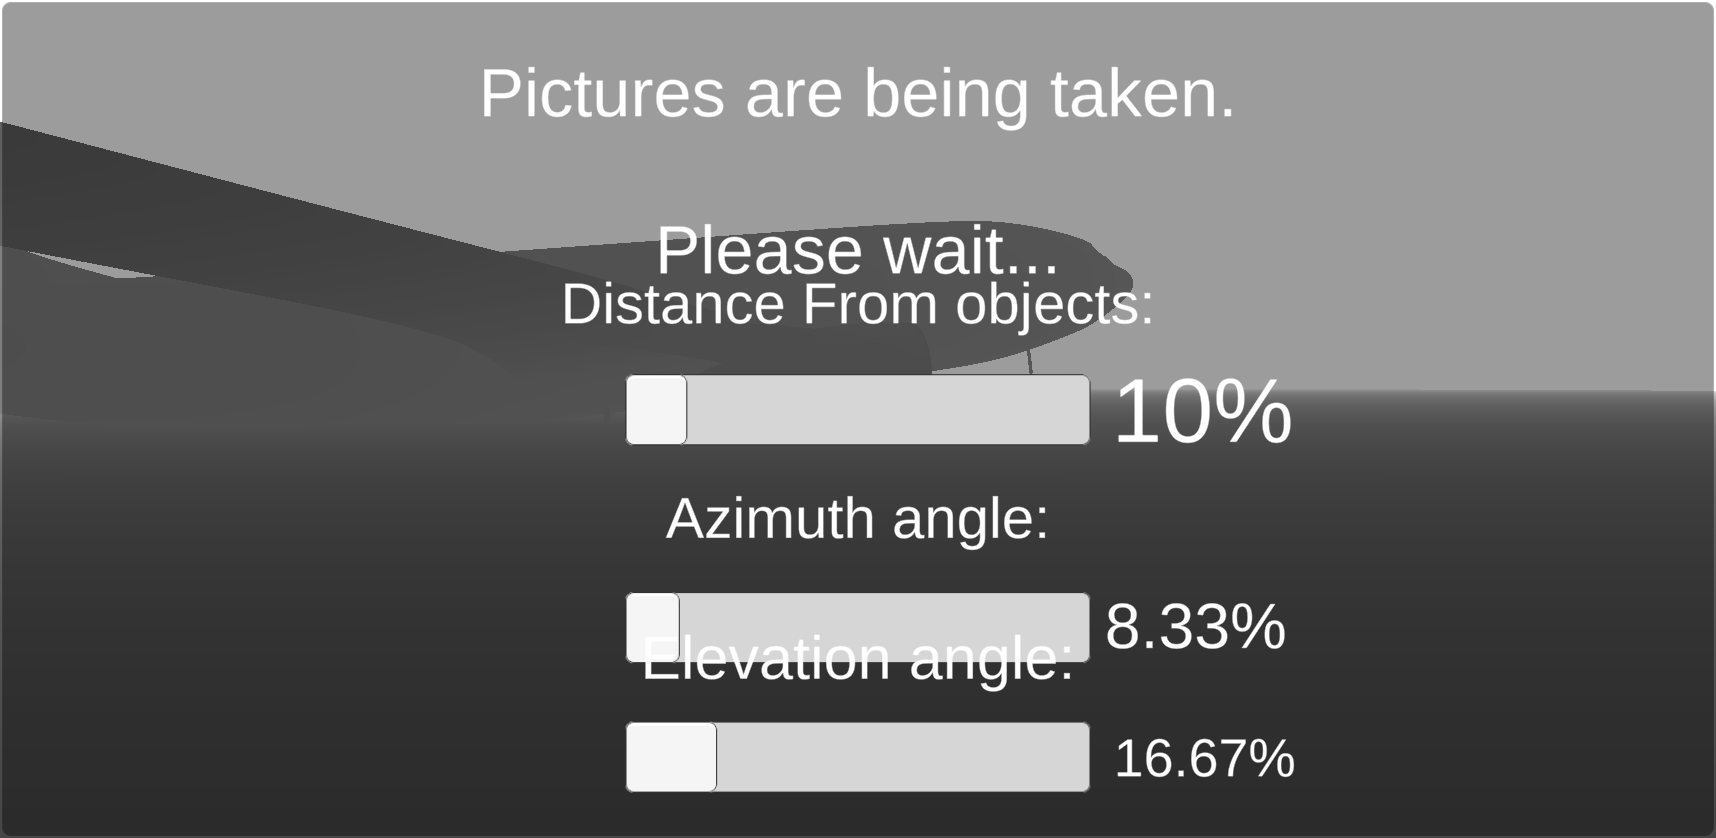 Pictures are being taken.
Please wait...
Distance From objects:
10%
Azimuth angle:
8.33%
Elevation angle:
16.67%